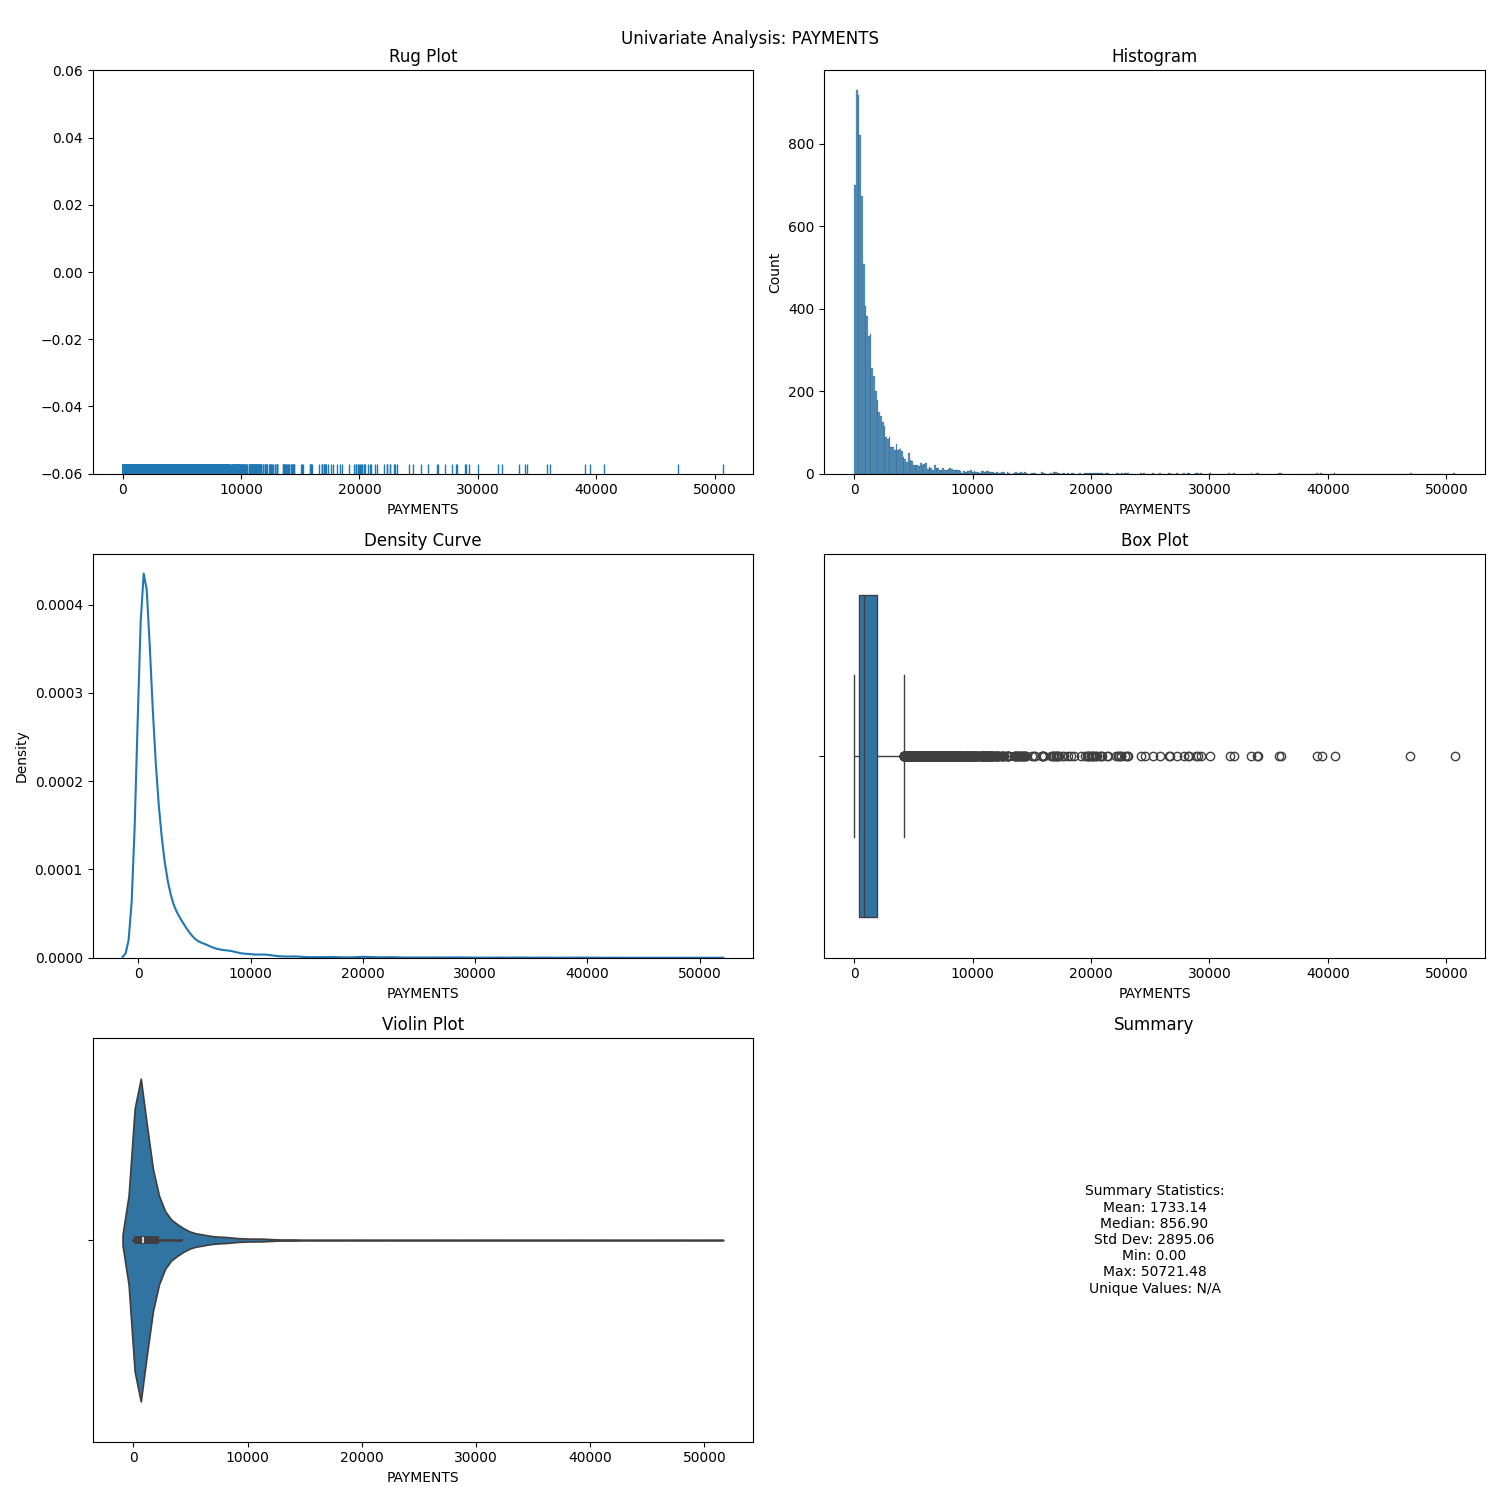 Univariate Analysis: PAYMENTS
Rug Plot
0.06
0.04
0.02
0.00
−0.02
−0.04
−0.06
0 10000 20000 30000 40000 50000
PAYMENTS
Histogram
Count
800
600
400
200
0
0 10000 20000 30000 40000 50000
PAYMENTS
Density Curve
Density
0.0004
0.0003
0.0002
0.0001
0.0000
0 10000 20000 30000 40000 50000
PAYMENTS
Box Plot
0 10000 20000 30000 40000 50000
PAYMENTS
Violin Plot
0 10000 20000 30000 40000 50000
PAYMENTS
Summary
Summary Statistics:
Mean: 1733.14
Median: 856.90
Std Dev: 2895.06
Min: 0.00
Max: 50721.48
Unique Values: N/A